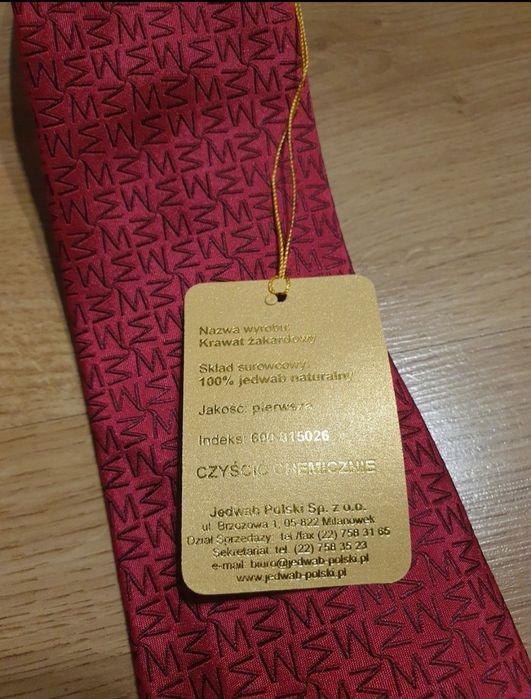 Nazwa wyrobu:
Krawat żakardowy
Skład surowcowy:
100% jedwab naturalny
Jakość: pierwsza
Indeks: 600 015026
CZYŚCIĆ CHEMICZNIE
Jedwab Polski Sp. z o.o.
ul. Brzozowa 1, 05-822 Milanówek
Dział Sprzedaży: tel./fax (22) 758 31 65
Sekretariat: tel. (22) 758 35 23
e-mail: biuro@jedwab-polski.pl
www.jedwab-polski.pl